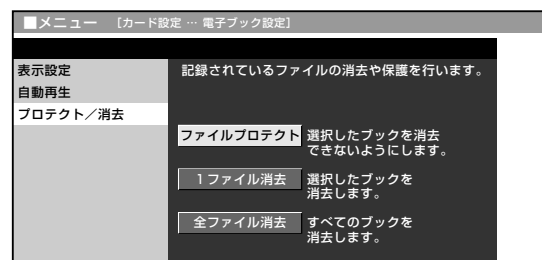 ■メニュー [カード設定 … 電子ブック設定]
表示設定
記録されているファイルの消去や保護を行います。
自動再生
プロテクト／消去
ファイルプロテクト 選択したブックを消去
できないようにします。
1ファイル消去 選択したブックを
消去します。
全ファイル消去 すべてのブックを
消去します。